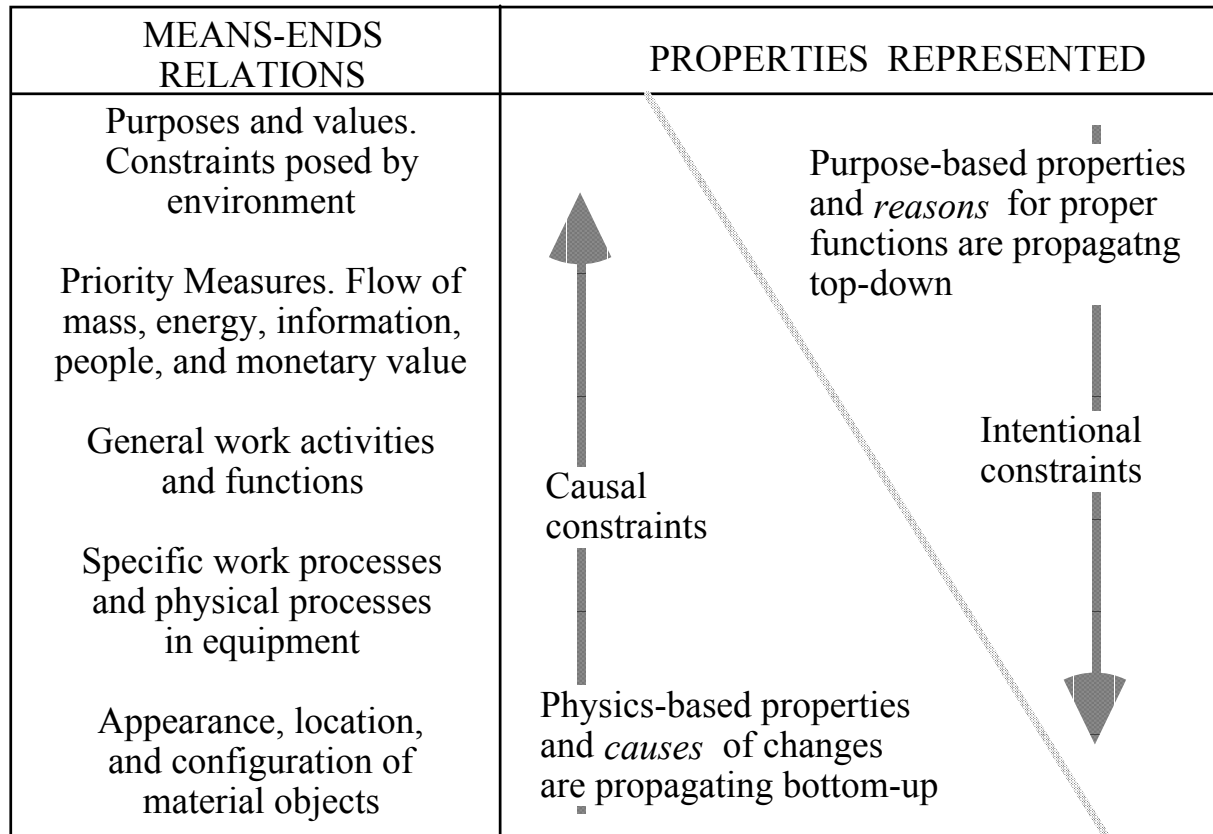 MEANS-ENDS
RELATIONS
PROPERTIES REPRESENTED
Purposes and values.
Constraints posed by
environment
Priority Measures. Flow of
mass, energy, information,
people, and monetary value
General work activities
and functions
Specific work processes
and physical processes
in equipment
Appearance, location,
and configuration of
material objects
Causal
constraints
Physics-based properties
and causes of changes
are propagating bottom-up
Purpose-based properties
and reasons for proper
functions are propagatng
top-down
Intentional
constraints